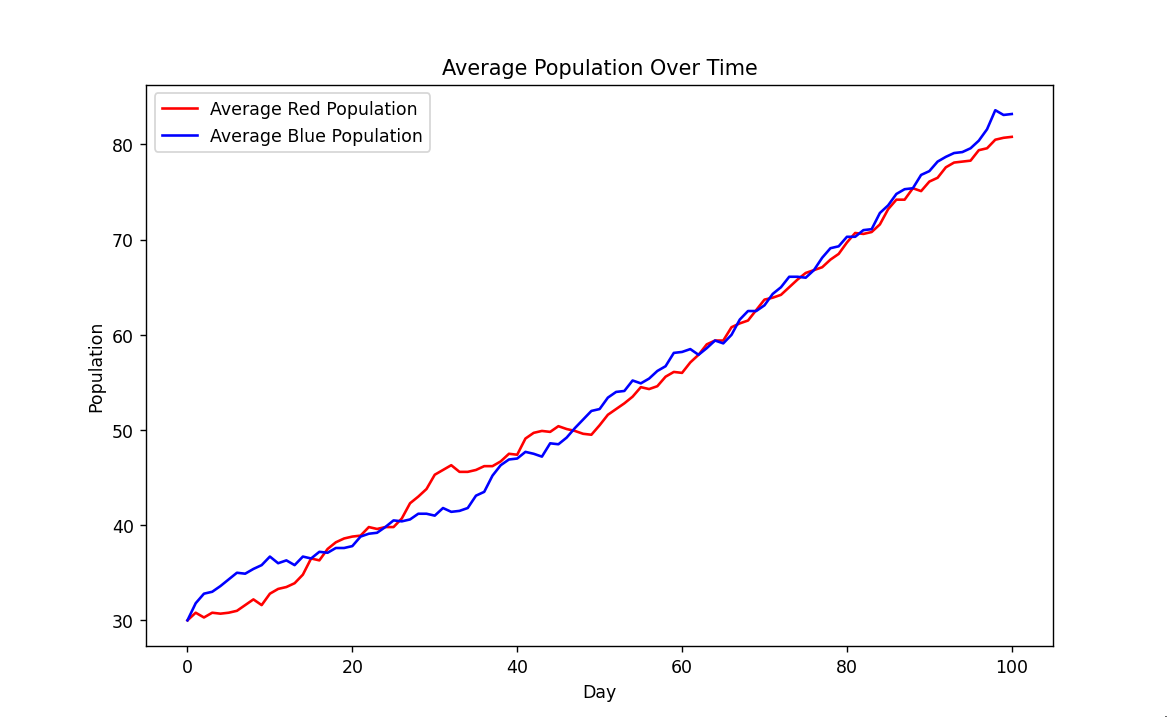 Average Population Over Time
Average Red Population
Average Blue Population
80
70
60
50
40
30
Population
0 20 40 60 80 100
Day